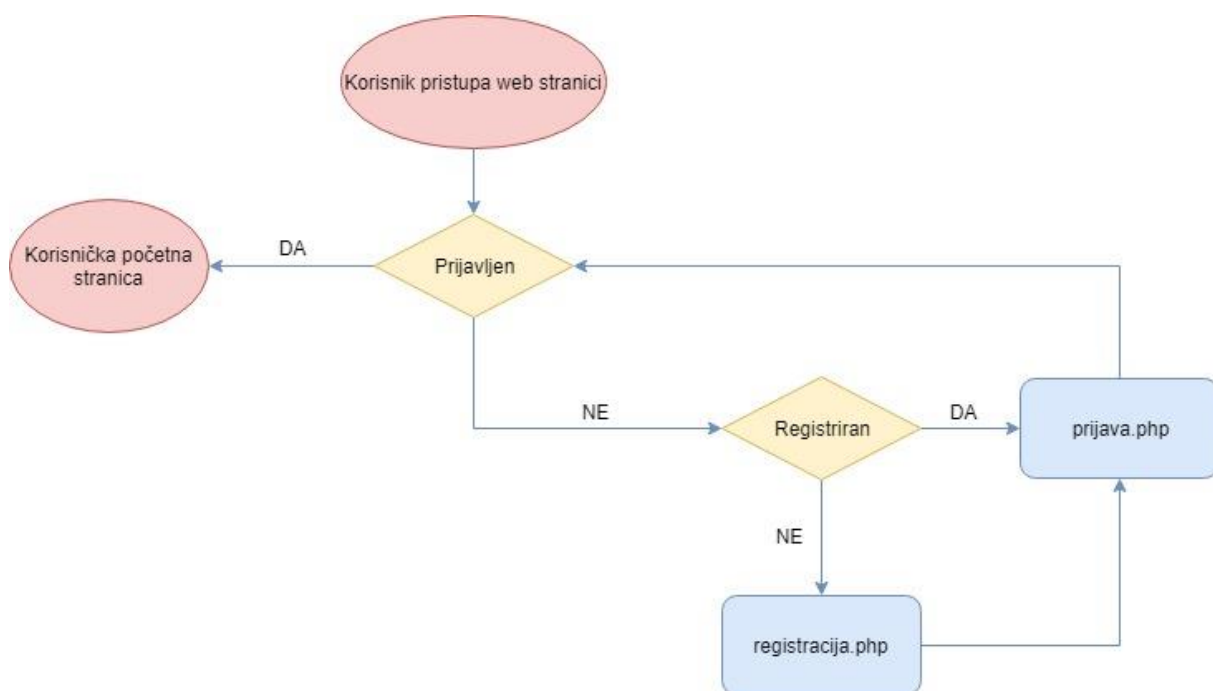 Korisnik pristupa web stranici
Korisnička početna
stranica
DA
Prijavljen
NE
Registriran
DA
prijava.php
NE
registracija.php